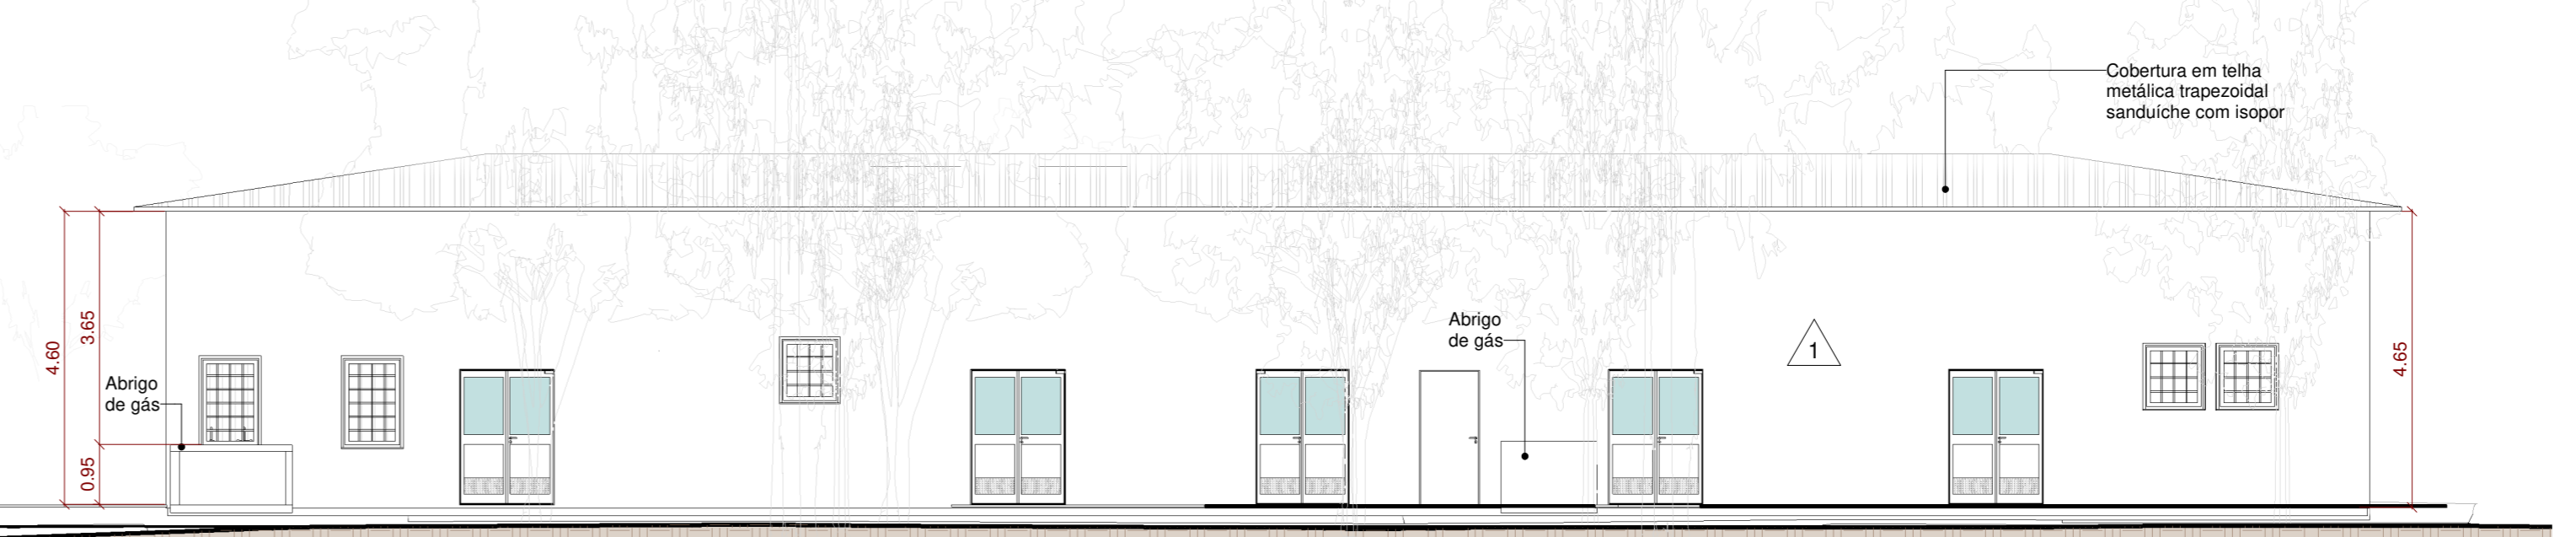 Cobertura em telha
metálica trapezoidal
sanduíche com isopor
4.60
3.65
0.95
Abrigo
de gás
Abrigo
de gás
1
4.65